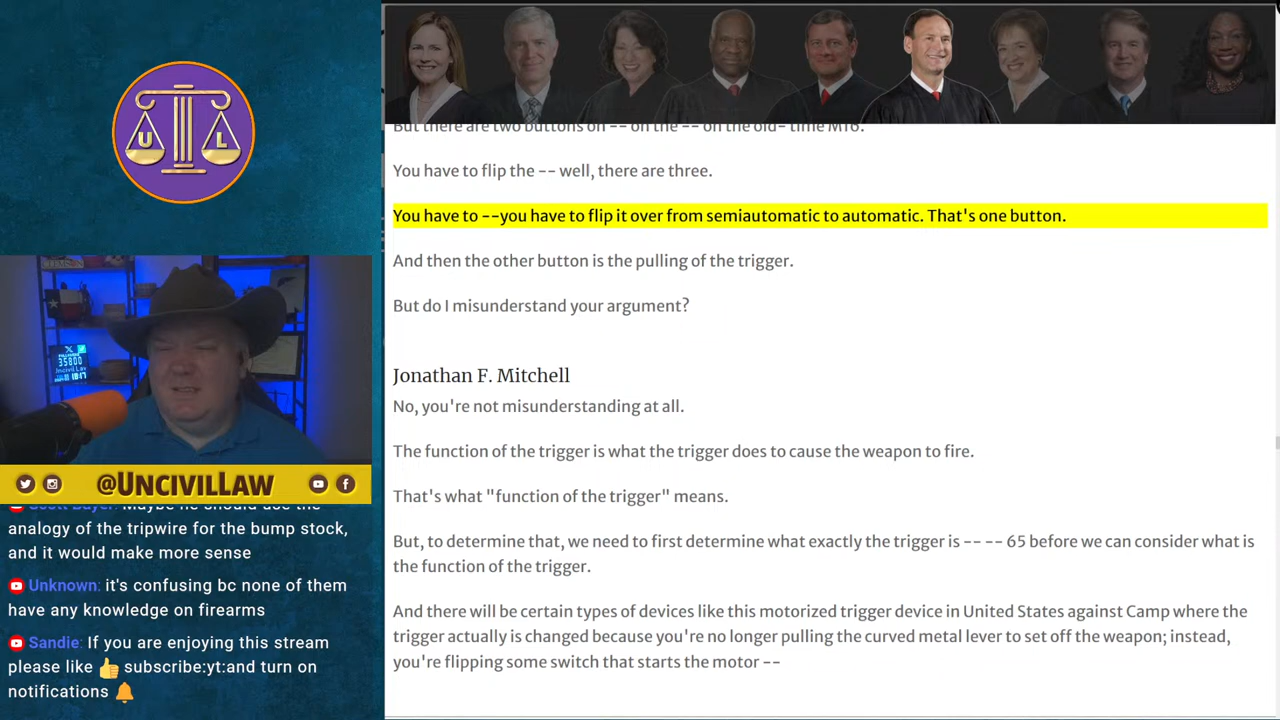 But there are two buttons on -- on the -- on the old- time M16.
You have to flip the -- well, there are three.
You have to --you have to flip it over from semiautomatic to automatic. That's one button.
And then the other button is the pulling of the trigger.
But do I misunderstand your argument?
Jonathan F. Mitchell
No, you're not misunderstanding at all.
The function of the trigger is what the trigger does to cause the weapon to fire.
That's what "function of the trigger" means.
But, to determine that, we need to first determine what exactly the trigger is -- -- 65 before we can consider what is
the function of the trigger.
And there will be certain types of devices like this motorized trigger device in United States against Camp where the
trigger actually is changed because you're no longer pulling the curved metal lever to set off the weapon; instead,
you're flipping some switch that starts the motor --
U L
35800
Uncivil Law
@UNCIVILLAW
Maybe he should use the
analogy of the tripwire for the bump stock,
and it would make more sense
Unknown: it's confusing bc none of them
have any knowledge on firearms
Sandie: If you are enjoying this stream
please like 👍 subscribe:yt:and turn on
notifications 🔔